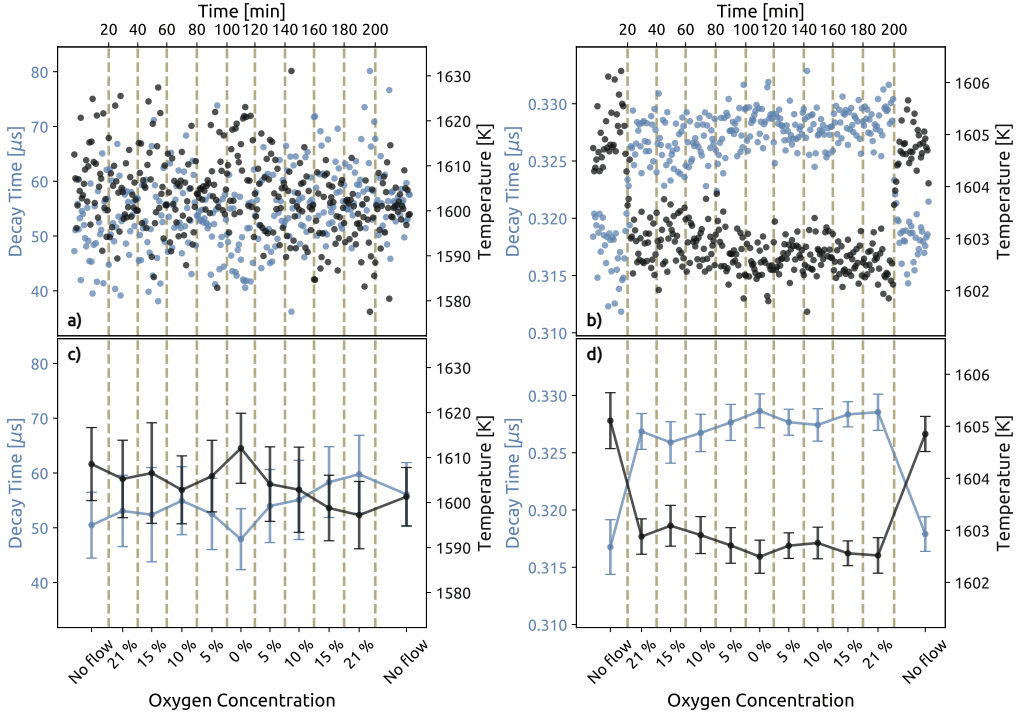 Time [min]
20 40 60 80 100 120 140 160 180 200
Decay Time [μs]
80
70
60
50
40
1630
1620
1610
1600
1590
1580
Temperature [K]
a)
Time [min]
20 40 60 80 100 120 140 160 180 200
Decay Time [μs]
0.330
0.325
0.320
0.315
0.310
1606
1605
1604
1603
1602
Temperature [K]
b)
c)
Decay Time [μs]
80
70
60
50
40
1630
1620
1610
1600
1590
1580
Temperature [K]
No flow 21 % 15 % 10 % 5 % 0 % 5 % 10 % 15 % 21 % No flow
Oxygen Concentration
d)
Decay Time [μs]
0.330
0.325
0.320
0.315
0.310
1606
1605
1604
1603
1602
Temperature [K]
No flow 21 % 15 % 10 % 5 % 0 % 5 % 10 % 15 % 21 % No flow
Oxygen Concentration